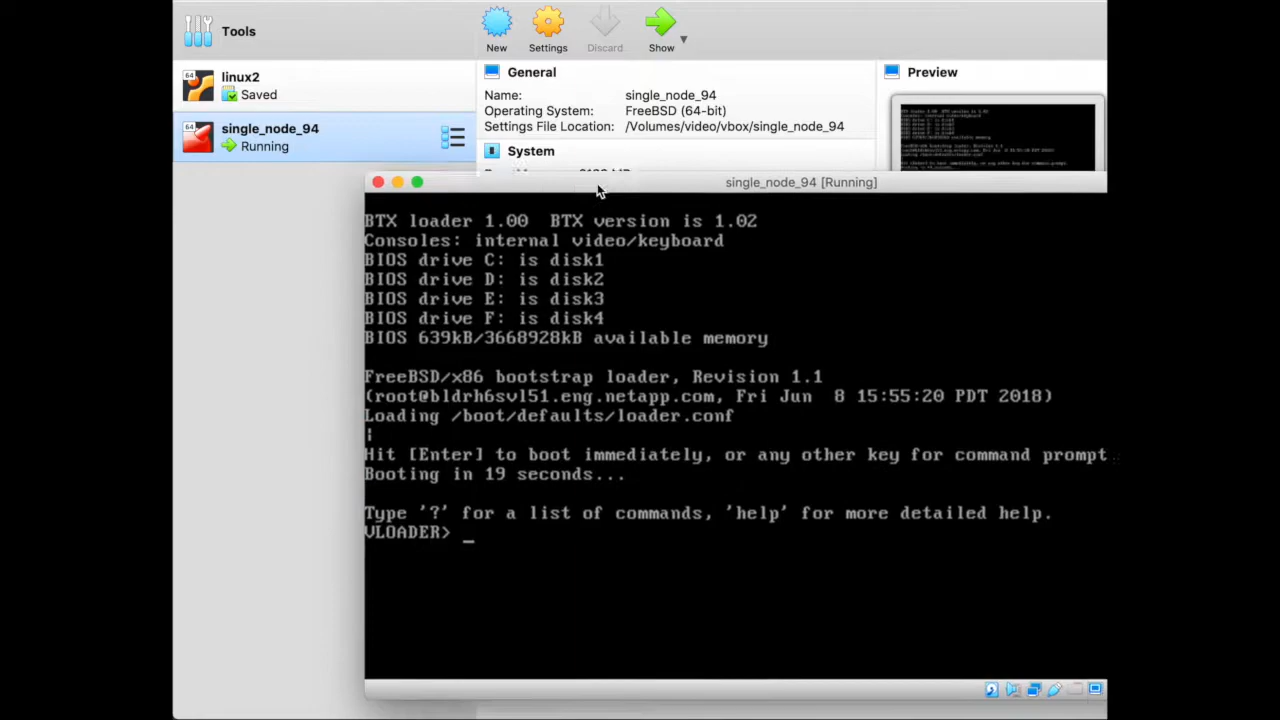 Tools
New
Settings
Discard
Show
64
linux2
Saved
64
single_node_94
Running
General
Name: single_node_94
Operating System: FreeBSD (64-bit)
Settings File Location: /Volumes/video/vbox/single_node_94
System
Preview
single_node_94 [Running]
BTX loader 1.00 BTX version is 1.02
Consoles: internal video/keyboard
BIOS drive C: is disk1
BIOS drive D: is disk2
BIOS drive E: is disk3
BIOS drive F: is disk4
BIOS 639kB/3668928kB available memory
FreeBSD/x86 bootstrap loader, Revision 1.1
(root@bldrh6svl51.eng.netapp.com, Fri Jun 8 15:55:20 PDT 2018)
Loading /boot/defaults/loader.conf
Hit [Enter] to boot immediately, or any other key for command prompt.
Booting in 19 seconds...
Type '?' for a list of commands, 'help' for more detailed help.
VLOADER> _